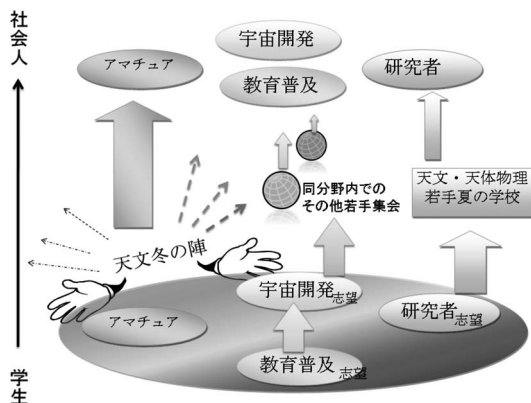 社会人
アマチュア
宇宙開発
教育普及
研究者
天文・天体物理
若手夏の学校
同分野内での
その他若手集会
天文冬の陣
宇宙開発志望
アマチュア
研究者志望
教育普及志望
学生